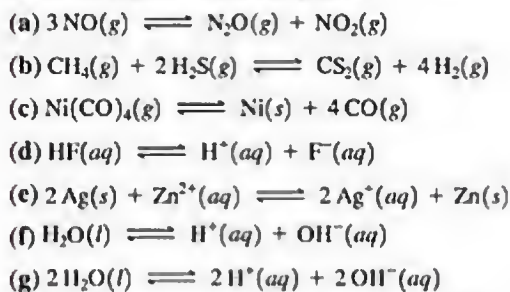 (a) 3 NO(g) ⇌ N₂O(g) + NO₂(g)
(b) CH₄(g) + 2 H₂S(g) ⇌ CS₂(g) + 4 H₂(g)
(c) Ni(CO)₄(g) ⇌ Ni(s) + 4 CO(g)
(d) HF(aq) ⇌ H⁺(aq) + F⁻(aq)
(e) 2 Ag(s) + Zn²⁺(aq) ⇌ 2 Ag⁺(aq) + Zn(s)
(f) H₂O(l) ⇌ H⁺(aq) + OH⁻(aq)
(g) 2 H₂O(l) ⇌ 2 H⁺(aq) + 2 OH⁻(aq)